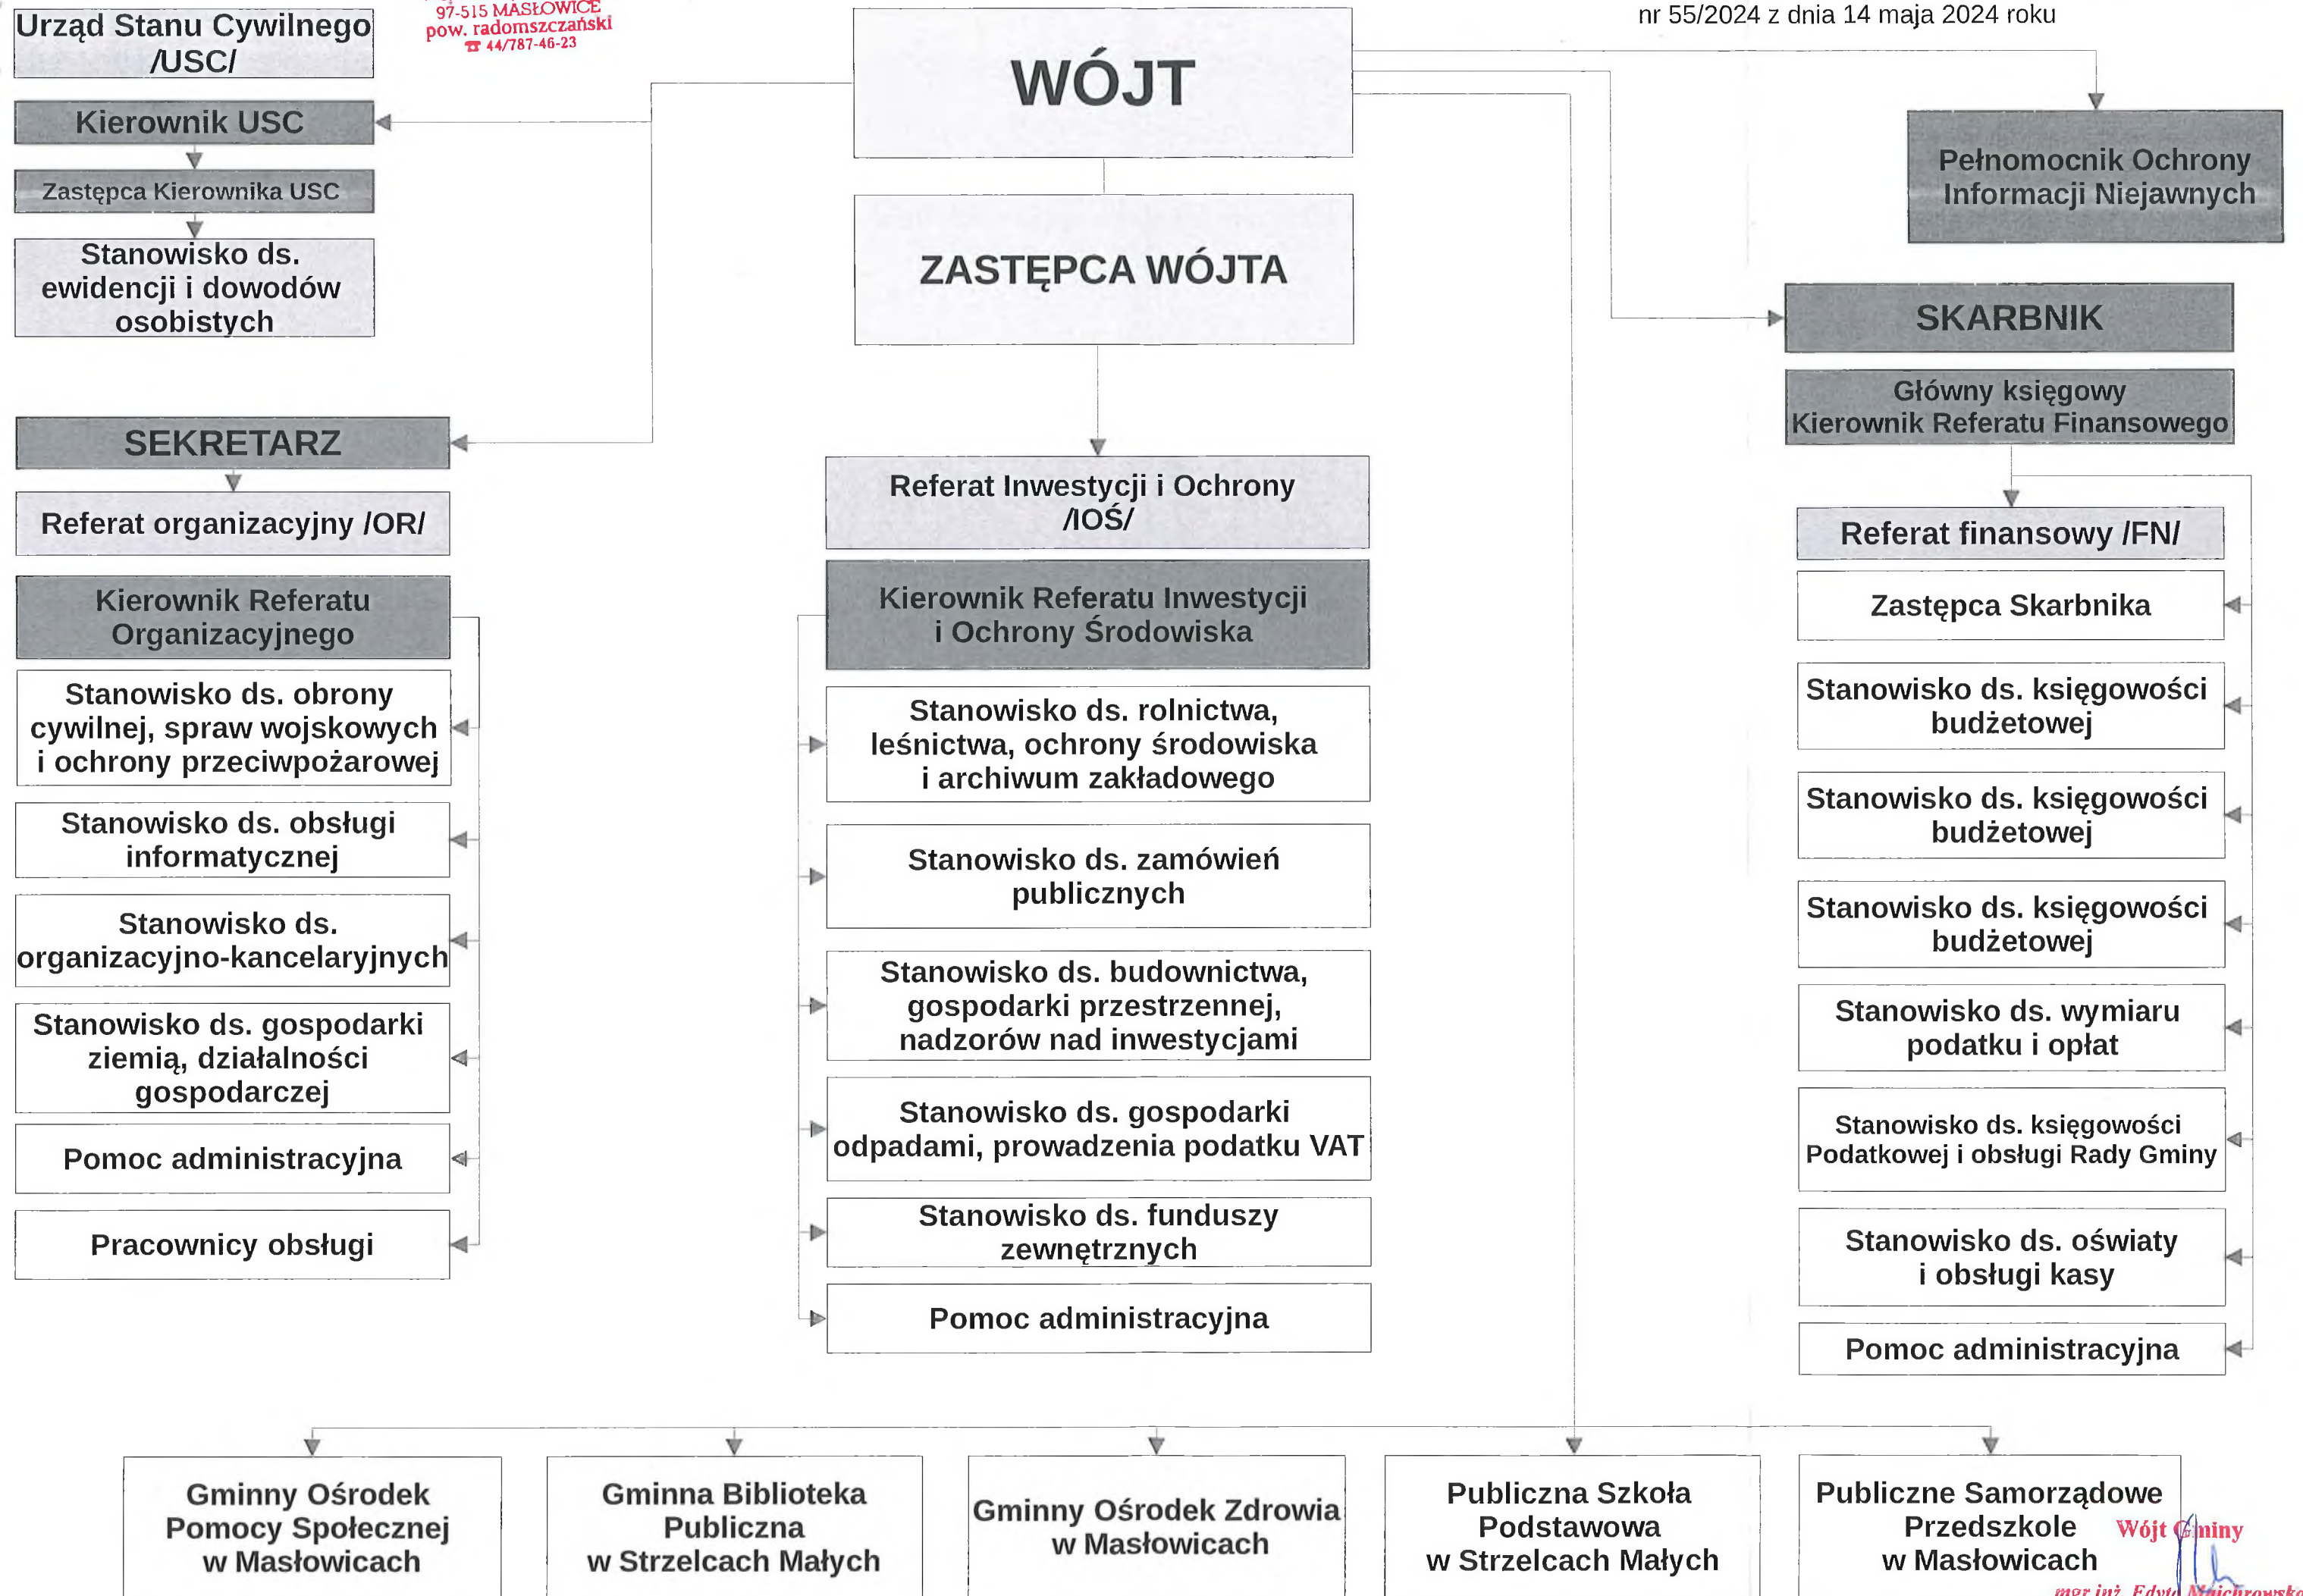 Urząd Stanu Cywilnego
/USC/
97-515 MASŁOWICE
pow. radomszczański
☎ 44/787-46-23
nr 55/2024 z dnia 14 maja 2024 roku
WÓJT
Kierownik USC
Zastępca Kierownika USC
Stanowisko ds.
ewidencji i dowodów
osobistych
ZASTĘPCA WÓJTA
Pełnomocnik Ochrony
Informacji Niejawnych
SKARBNIK
Główny księgowy
Kierownik Referatu Finansowego
SEKRETARZ
Referat organizacyjny /OR/
Kierownik Referatu
Organizacyjnego
Stanowisko ds. obrony
cywilnej, spraw wojskowych
i ochrony przeciwpożarowej
Stanowisko ds. obsługi
informatycznej
Stanowisko ds.
organizacyjno-kancelaryjnych
Stanowisko ds. gospodarki
ziemią, działalności
gospodarczej
Pomoc administracyjna
Pracownicy obsługi
Referat Inwestycji i Ochrony
/IOŚ/
Kierownik Referatu Inwestycji
i Ochrony Środowiska
Stanowisko ds. rolnictwa,
leśnictwa, ochrony środowiska
i archiwum zakładowego
Stanowisko ds. zamówień
publicznych
Stanowisko ds. budownictwa,
gospodarki przestrzennej,
nadzorów nad inwestycjami
Stanowisko ds. gospodarki
odpadami, prowadzenia podatku VAT
Stanowisko ds. funduszy
zewnętrznych
Pomoc administracyjna
Referat finansowy /FN/
Zastępca Skarbnika
Stanowisko ds. księgowości
budżetowej
Stanowisko ds. księgowości
budżetowej
Stanowisko ds. księgowości
budżetowej
Stanowisko ds. wymiaru
podatku i opłat
Stanowisko ds. księgowości
Podatkowej i obsługi Rady Gminy
Stanowisko ds. oświaty
i obsługi kasy
Pomoc administracyjna
Gminny Ośrodek
Pomocy Społecznej
w Masłowicach
Gminna Biblioteka
Publiczna
w Strzelcach Małych
Gminny Ośrodek Zdrowia
w Masłowicach
Publiczna Szkoła
Podstawowa
w Strzelcach Małych
Publiczne Samorządowe
Przedszkole
w Masłowicach
Wójt Gminy
mgr inż. Edyta